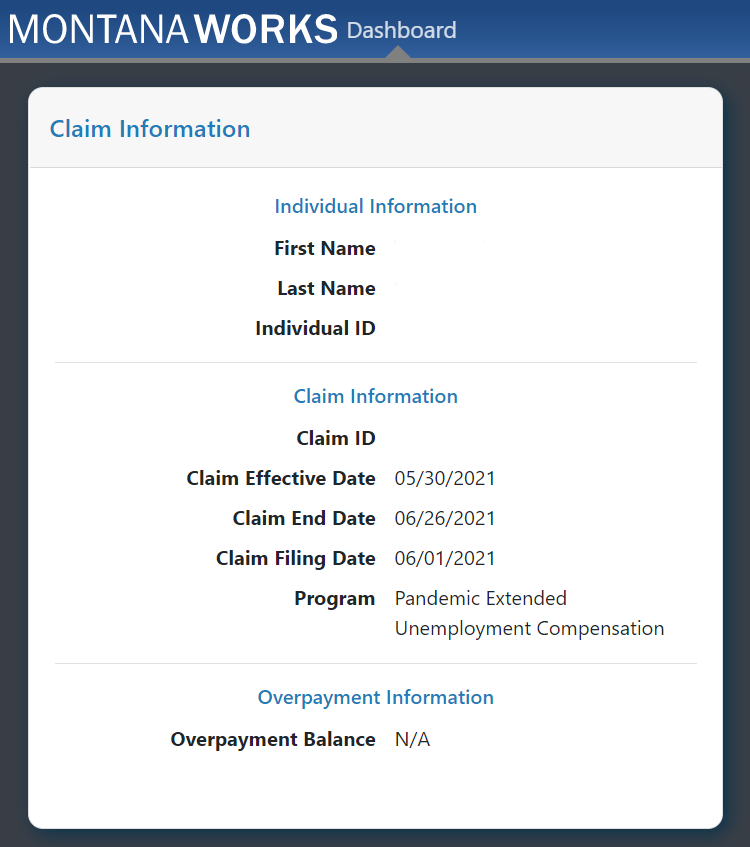 MONTANAWORKS Dashboard
Claim Information
Individual Information
First Name
Last Name
Individual ID
Claim Information
Claim ID
Claim Effective Date 05/30/2021
Claim End Date 06/26/2021
Claim Filing Date 06/01/2021
Program Pandemic Extended
Unemployment Compensation
Overpayment Information
Overpayment Balance N/A